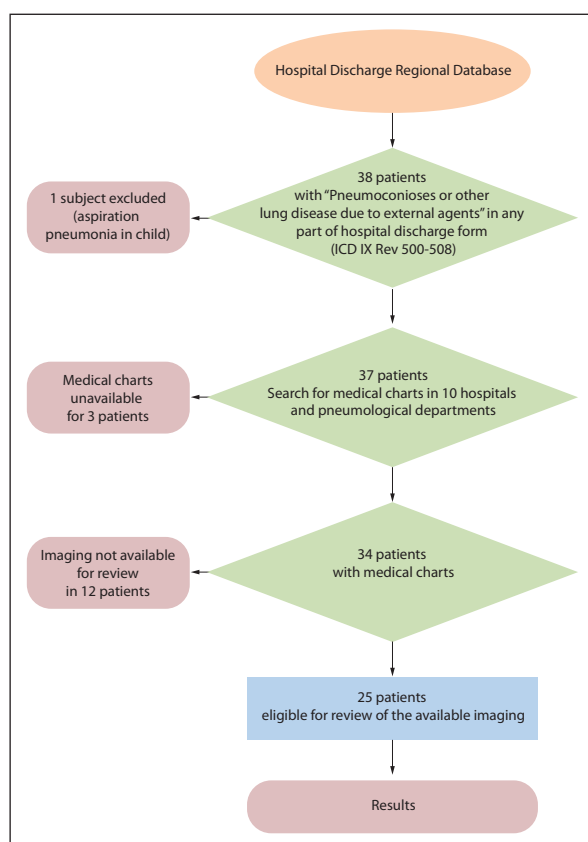 Hospital Discharge Regional Database
38 patients
with “Pneumoconioses or other
lung disease due to external agents” in any
part of hospital discharge form
(ICD IX Rev 500-508)
1 subject excluded
(aspiration
pneumonia in child)
37 patients
Search for medical charts in 10 hospitals
and pneumological departments
Medical charts
unavailable
for 3 patients
34 patients
with medical charts
Imaging not available
for review
in 12 patients
25 patients
eligible for review of the available imaging
Results